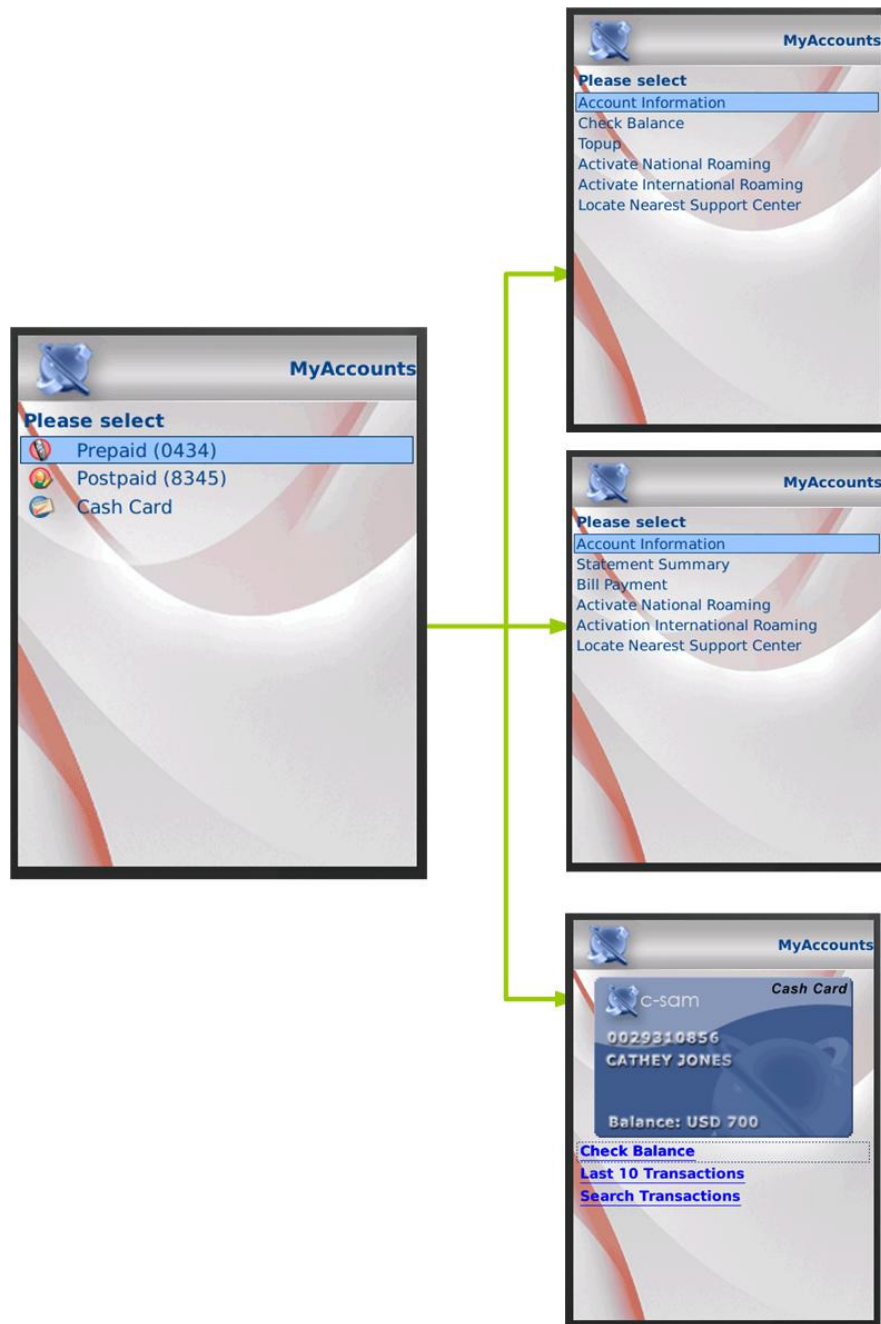 MyAccounts
Please select
Prepaid (0434)
Postpaid (8345)
Cash Card
MyAccounts
Please select
Account Information
Check Balance
Topup
Activate National Roaming
Activate International Roaming
Locate Nearest Support Center
MyAccounts
Please select
Account Information
Statement Summary
Bill Payment
Activate National Roaming
Activation International Roaming
Locate Nearest Support Center
MyAccounts
Cash Card
c-sam
0029310856
CATHEY JONES
Balance: USD 700
Check Balance
Last 10 Transactions
Search Transactions